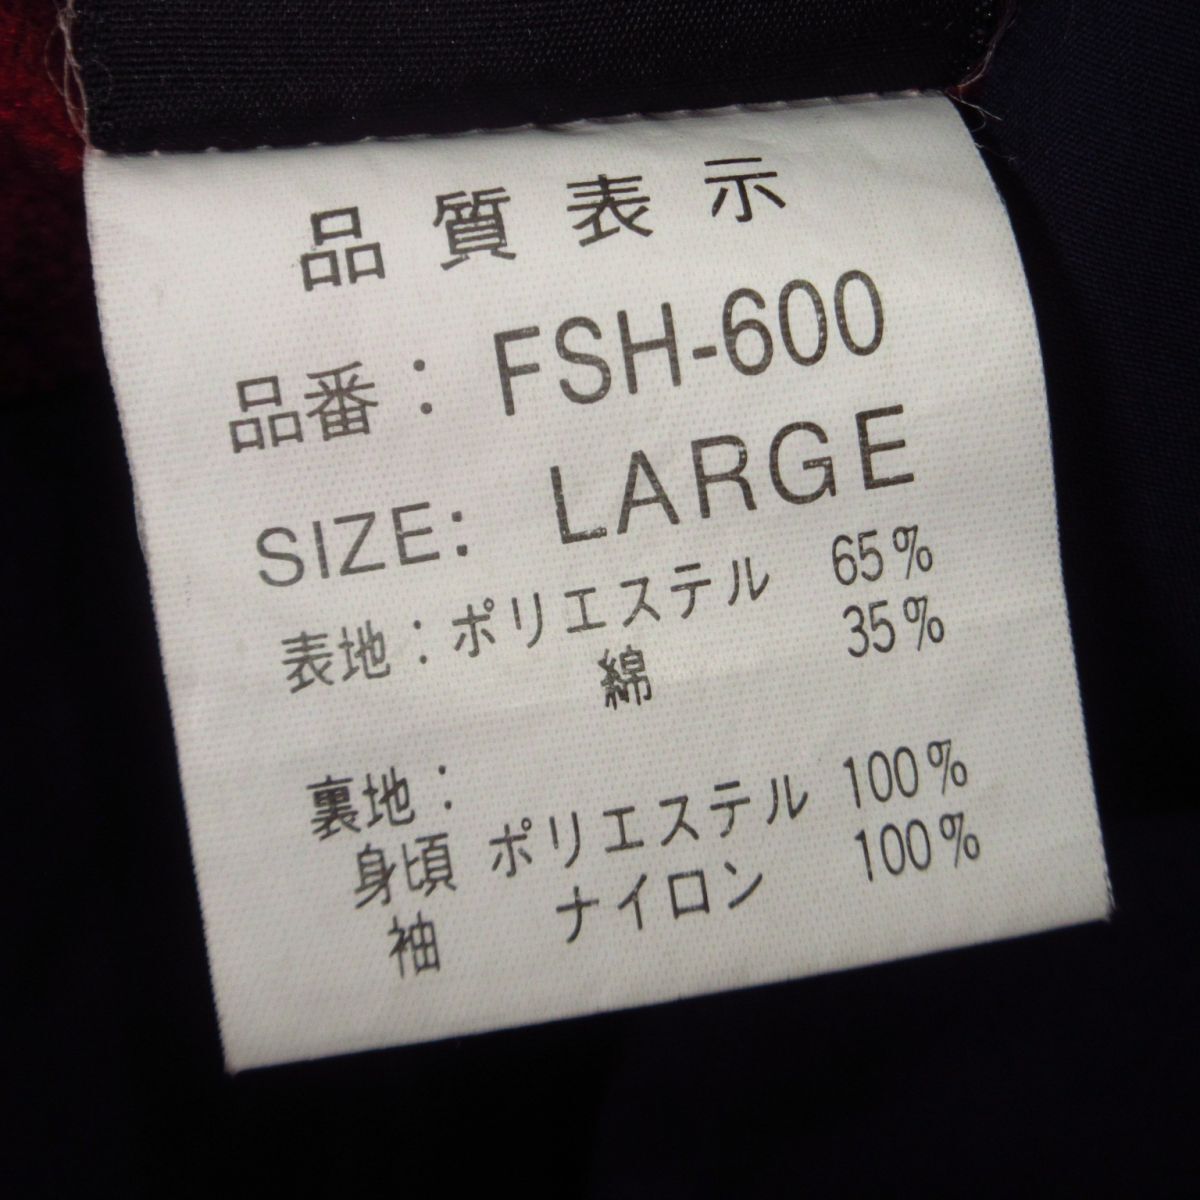 品質表示
品番：FSH-600
SIZE: LARGE
表地：ポリエステル 65%
綿 35%
裏地：
身頃 ポリエステル 100%
袖 ナイロン 100%